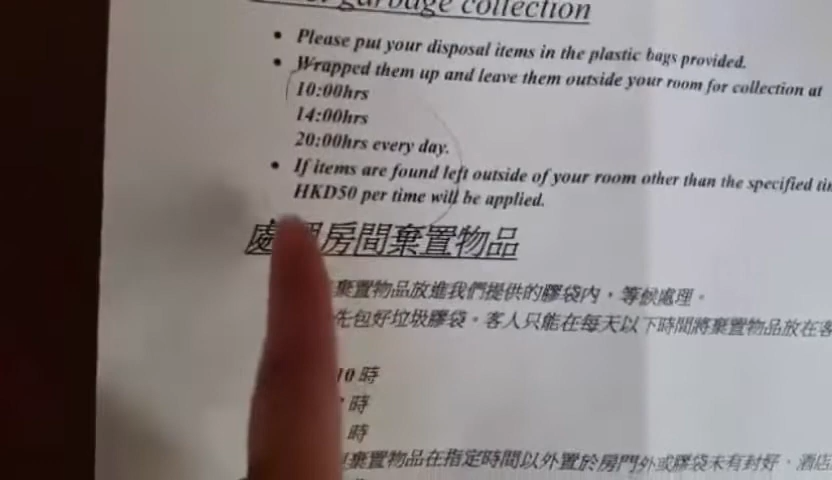 garbage collection
Please put your disposal items in the plastic bags provided.
Wrapped them up and leave them outside your room for collection at
10:00hrs
14:00hrs
20:00hrs every day.
If items are found left outside of your room other than the specified
HKD50 per time will be applied.
處理房間棄置物品
棄置物品放進我們提供的膠袋內，等候處理。
先包好垃圾膠袋。客人只能在每天以下時間將棄置物品放在客
10 時
時
時
棄置物品在指定時間以外置於房門外或膠袋未有封好，酒店